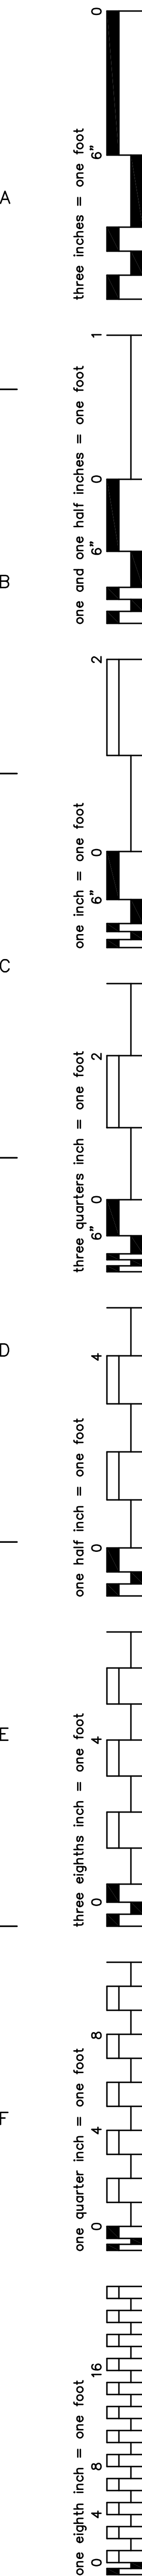 A
three inches = one foot
6" 0
B
one and one half inches = one foot
6" 0 1
C
one inch = one foot
6" 0 2
three quarters inch = one foot
6" 0 2
D
one half inch = one foot
0 4
E
three eighths inch = one foot
0 4
F
one quarter inch = one foot
0 4 8
one eighth inch = one foot
0 4 8 16